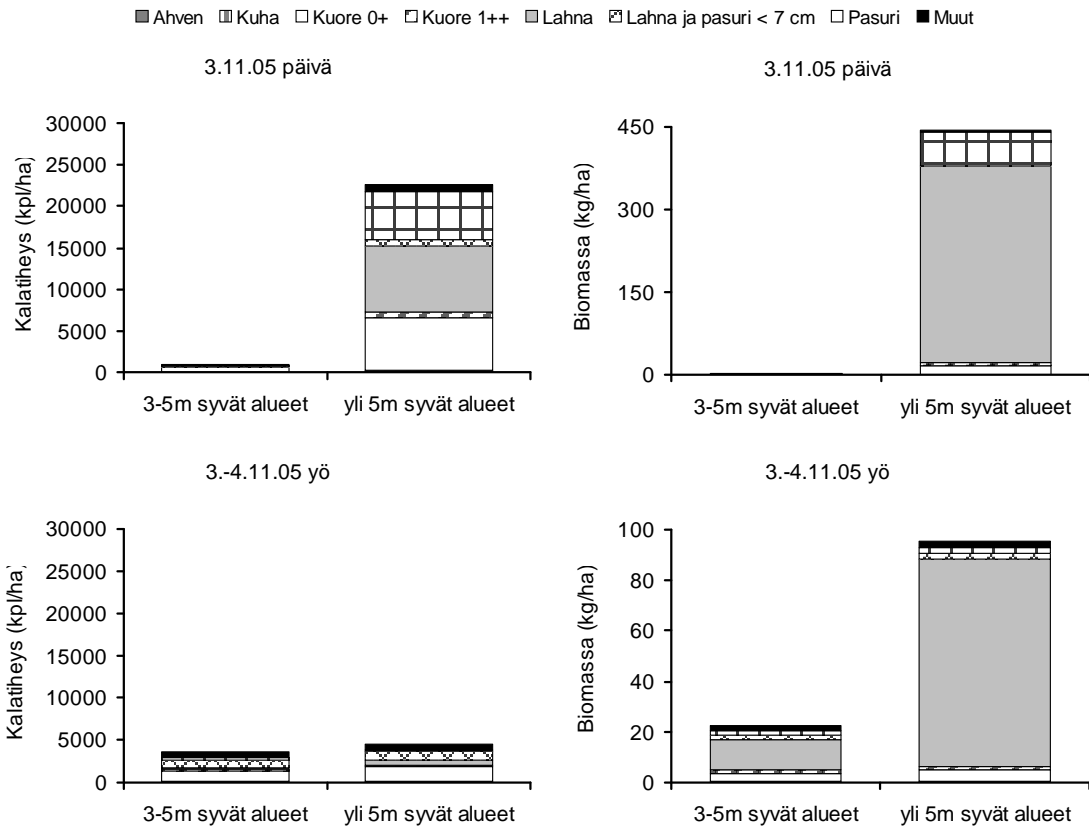 Ahven Kuha Kuore 0+ Kuore 1++ Lahna Lahna ja pasuri < 7 cm Pasuri Muut
3.11.05 päivä
Kalatiheys (kpl/ha)
30000
25000
20000
15000
10000
5000
0
3-5m syvät alueet yli 5m syvät alueet
3.11.05 päivä
Biomassa (kg/ha)
450
300
150
0
3-5m syvät alueet yli 5m syvät alueet
3.-4.11.05 yö
Kalatiheys (kpl/ha)
30000
25000
20000
15000
10000
5000
0
3-5m syvät alueet yli 5m syvät alueet
3.-4.11.05 yö
Biomassa (kg/ha)
100
80
60
40
20
0
3-5m syvät alueet yli 5m syvät alueet